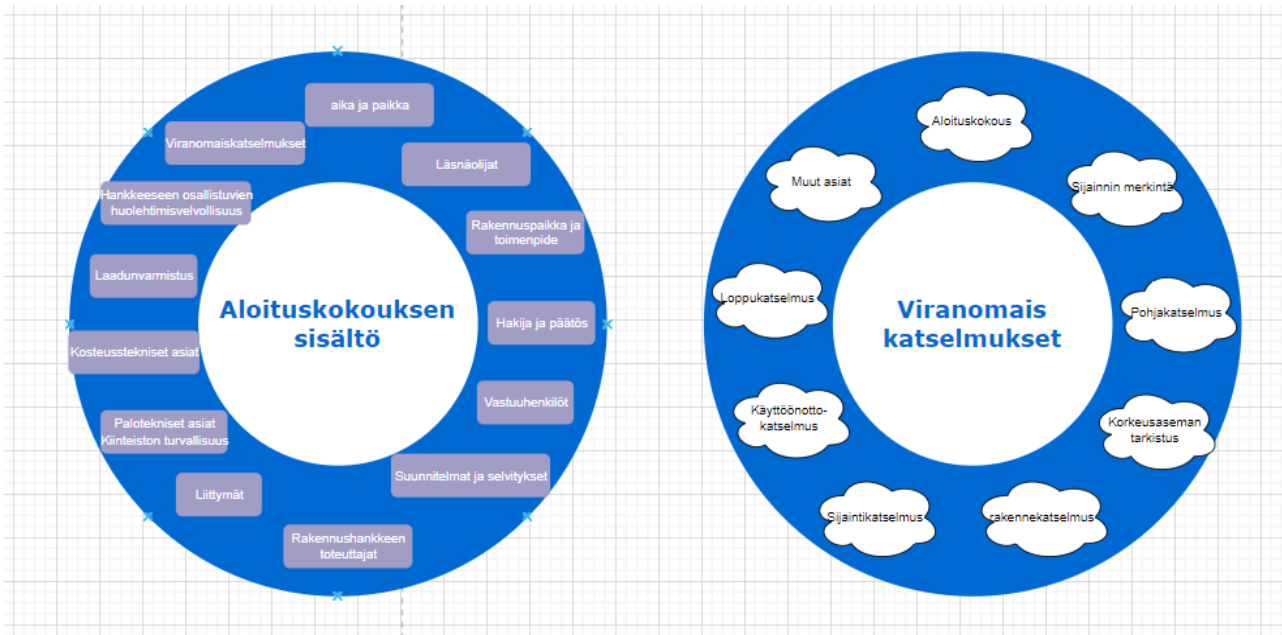 aika ja paikka
Läsnäolijat
Rakennuspaikka ja
toimenpide
Hakija ja päätös
Vastuuhenkilöt
Suunnitelmat ja selvitykset
Rakennushankkeen
toteuttajat
Liittymät
Palotekniset asiat
Kiinteiston turvallisuus
Kosteusstekniset asiat
Laadunvarmistus
Hankkeeseen osallistuvien
huolehtimisvelvollisuus
Viranomaiskatselmukset
Aloituskokouksen
sisältö
Aloituskokous
Sijainnin merkintä
Pohjakatselmus
Korkeusaseman
tarkistus
rakennekatselmus
Sijaintikatselmus
Käyttöönotto-
katselmus
Loppukatselmus
Muut asiat
Viranomais
katselmukset